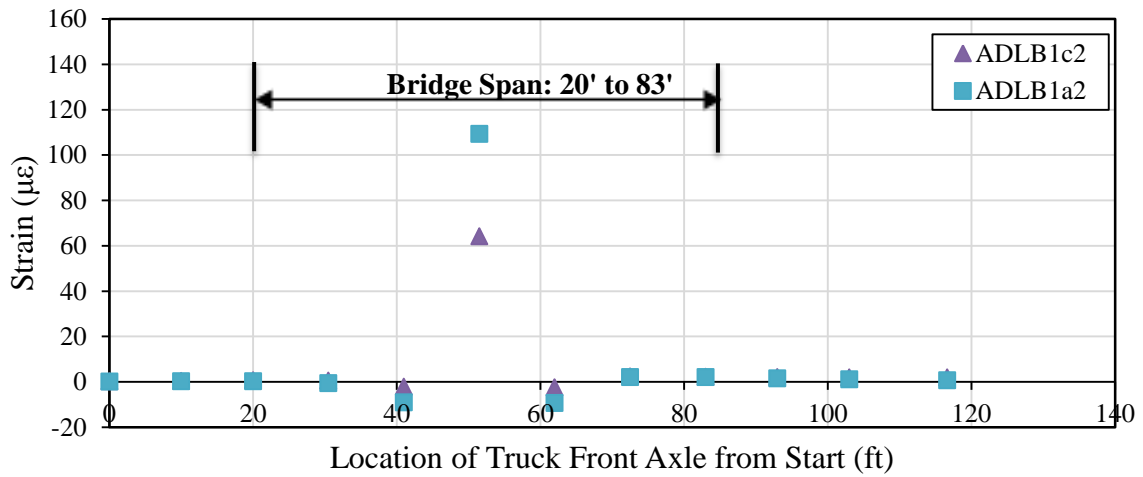 160
140
120
100
80
60
40
20
0
-20
Strain (με)
Bridge Span: 20' to 83'
ADLB1c2
ADLB1a2
0 20 40 60 80 100 120 140
Location of Truck Front Axle from Start (ft)